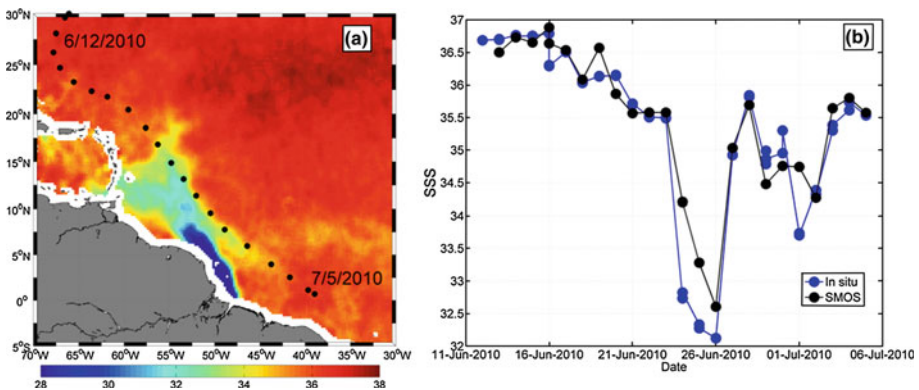 30°N
25°N
20°N
15°N
10°N
5°N
0°N
5°S
70°W 65°W 60°W 55°W 50°W 45°W 40°W 35°W 30°W
6/12/2010
(a)
7/5/2010
28 30 32 34 36 38
37
36.5
36
35.5
35
34.5
34
33.5
33
32.5
32
SSS
(b)
In situ
SMOS
11-Jun-2010 16-Jun-2010 21-Jun-2010 26-Jun-2010 01-Jul-2010 06-Jul-2010
Date